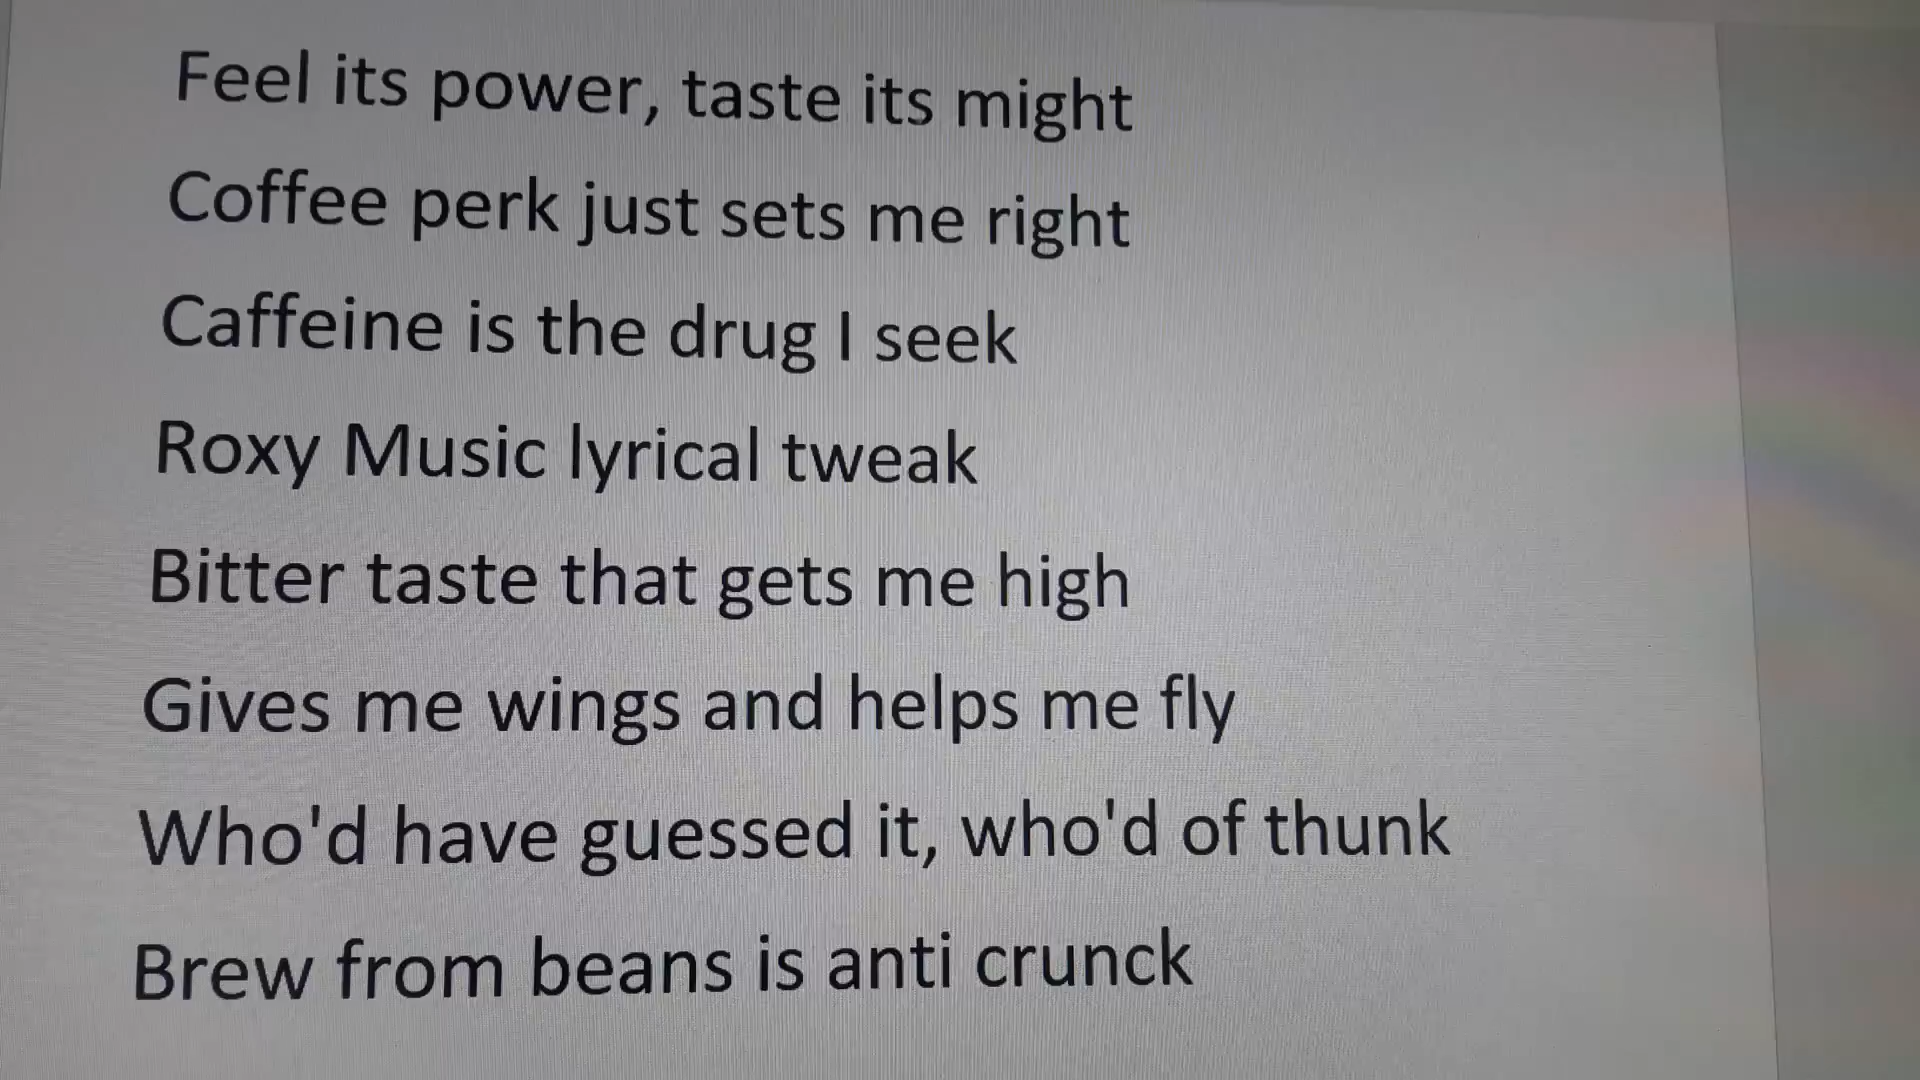 Feel its power, taste its might
Coffee perk just sets me right
Caffeine is the drug I seek
Roxy Music lyrical tweak
Bitter taste that gets me high
Gives me wings and helps me fly
Who'd have guessed it, who'd of thunk
Brew from beans is anti crunck